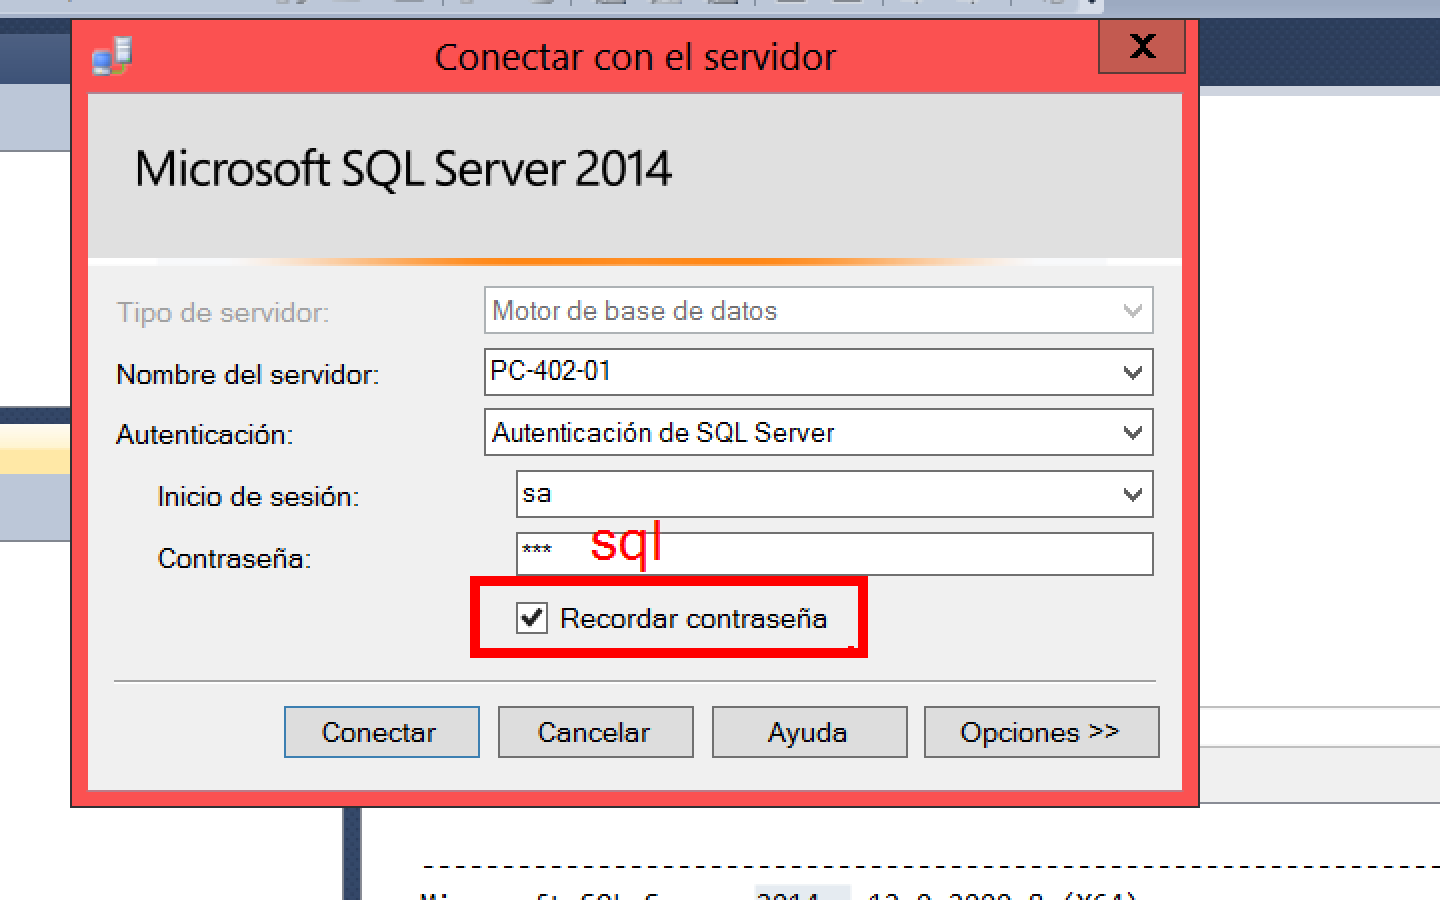 Conectar con el servidor
X
Microsoft SQL Server 2014
Tipo de servidor: Motor de base de datos
Nombre del servidor: PC-402-01
Autenticación: Autenticación de SQL Server
Inicio de sesión: sa
Contraseña: *** sql
Recordar contraseña
Conectar Cancelar Ayuda Opciones >>
2014